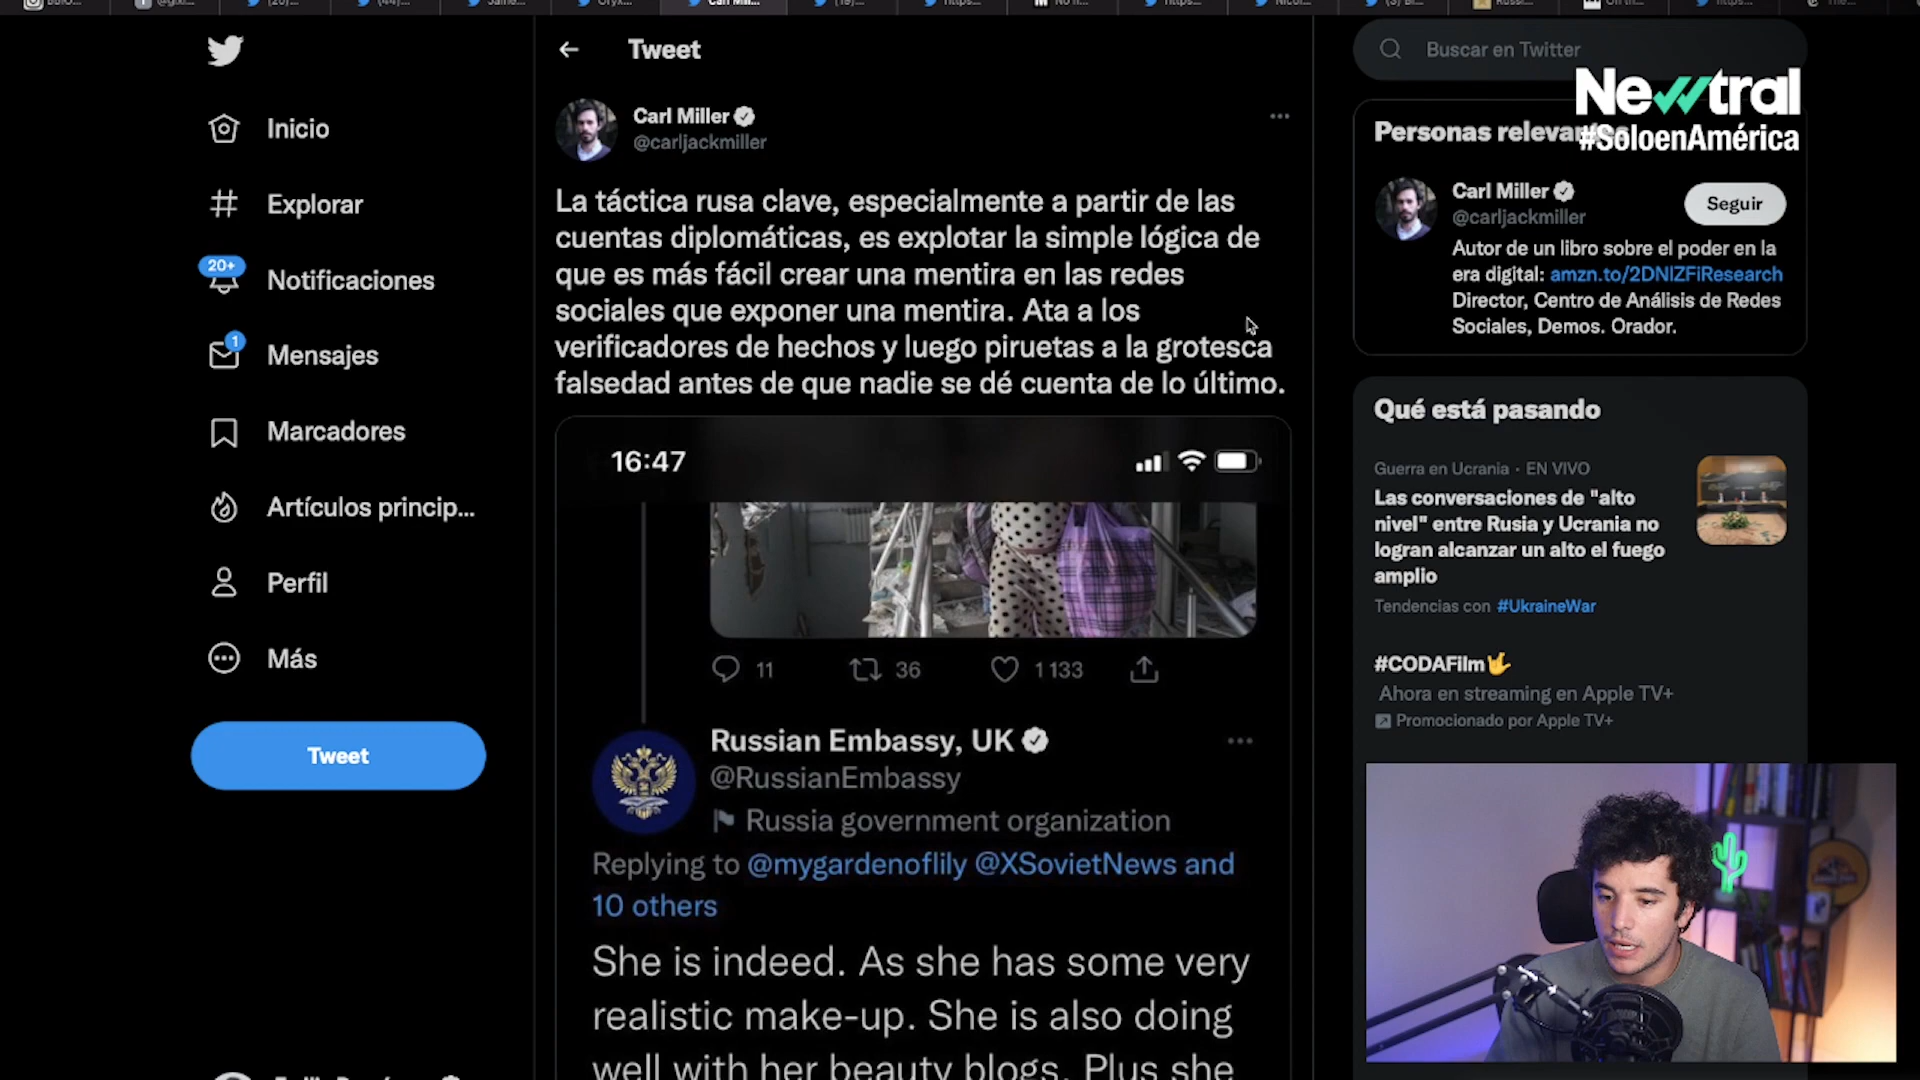 Tweet
Buscar en Twitter
Newtral
#SoloenAmérica
Inicio
Explorar
20+
Notificaciones
1
Mensajes
Marcadores
Artículos princip...
Perfil
Más
Tweet
Carl Miller
@carljackmiller
La táctica rusa clave, especialmente a partir de las
cuentas diplomáticas, es explotar la simple lógica de
que es más fácil crear una mentira en las redes
sociales que exponer una mentira. Ata a los
verificadores de hechos y luego piruetas a la grotesca
falsedad antes de que nadie se dé cuenta de lo último.
16:47
11 36 1 133
Russian Embassy, UK
@RussianEmbassy
Russia government organization
Replying to @mygardenoflily @XSovietNews and
10 others
She is indeed. As she has some very
realistic make-up. She is also doing
well with her beauty blogs. Plus she
Personas
Carl Miller
@carljackmiller
Seguir
Autor de un libro sobre el poder en la
era digital: amzn.to/2DNlZFiResearch
Director, Centro de Análisis de Redes
Sociales, Demos. Orador.
Qué está pasando
Guerra en Ucrania · EN VIVO
Las conversaciones de "alto
nivel" entre Rusia y Ucrania no
logran alcanzar un alto el fuego
amplio
Tendencias con #UkraineWar
#CODAFilm
Ahora en streaming en Apple TV+
Promocionado por Apple TV+